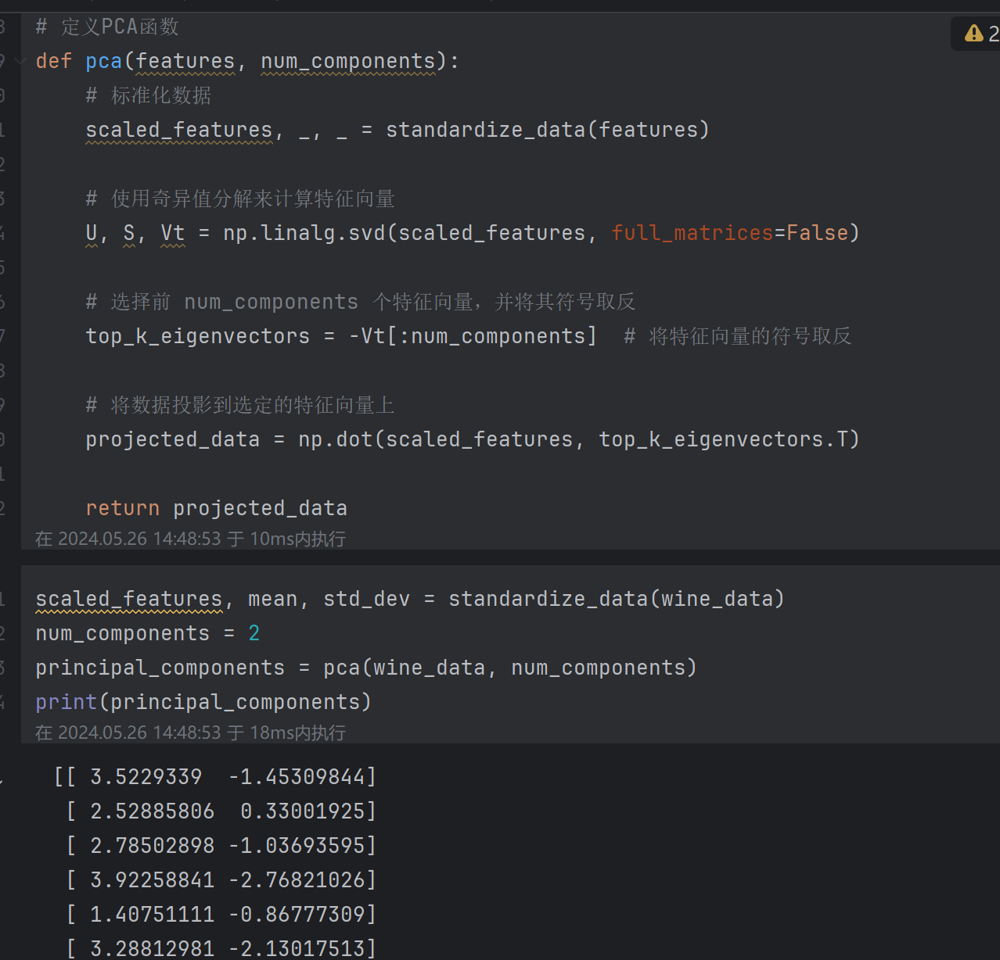 # 定义PCA函数
def pca(features, num_components):
    # 标准化数据
    scaled_features, _, _ = standardize_data(features)
    # 使用奇异值分解来计算特征向量
    U, S, Vt = np.linalg.svd(scaled_features, full_matrices=False)
    # 选择前 num_components 个特征向量，并将其符号取反
    top_k_eigenvectors = -Vt[:num_components]  # 将特征向量的符号取反
    # 将数据投影到选定的特征向量上
    projected_data = np.dot(scaled_features, top_k_eigenvectors.T)
    return projected_data
在 2024.05.26 14:48:53 于 10ms内执行
scaled_features, mean, std_dev = standardize_data(wine_data)
num_components = 2
principal_components = pca(wine_data, num_components)
print(principal_components)
在 2024.05.26 14:48:53 于 18ms内执行
[[ 3.5229339  -1.45309844]
 [ 2.52885806  0.33001925]
 [ 2.78502898 -1.03693595]
 [ 3.92258841 -2.76821026]
 [ 1.40751111 -0.86777309]
 [ 3.28812981 -2.13017513]